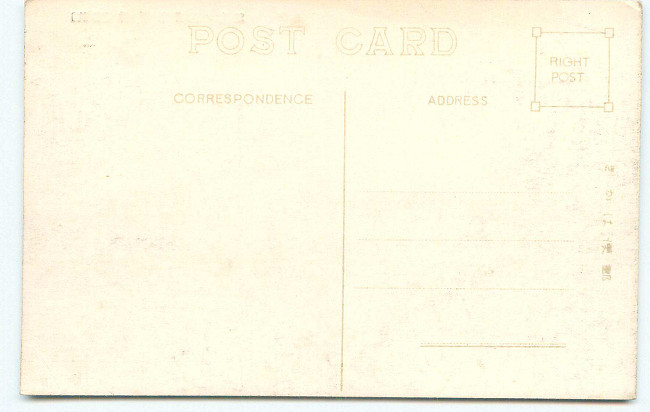 POST CARD
CORRESPONDENCE
ADDRESS
RIGHT
POST